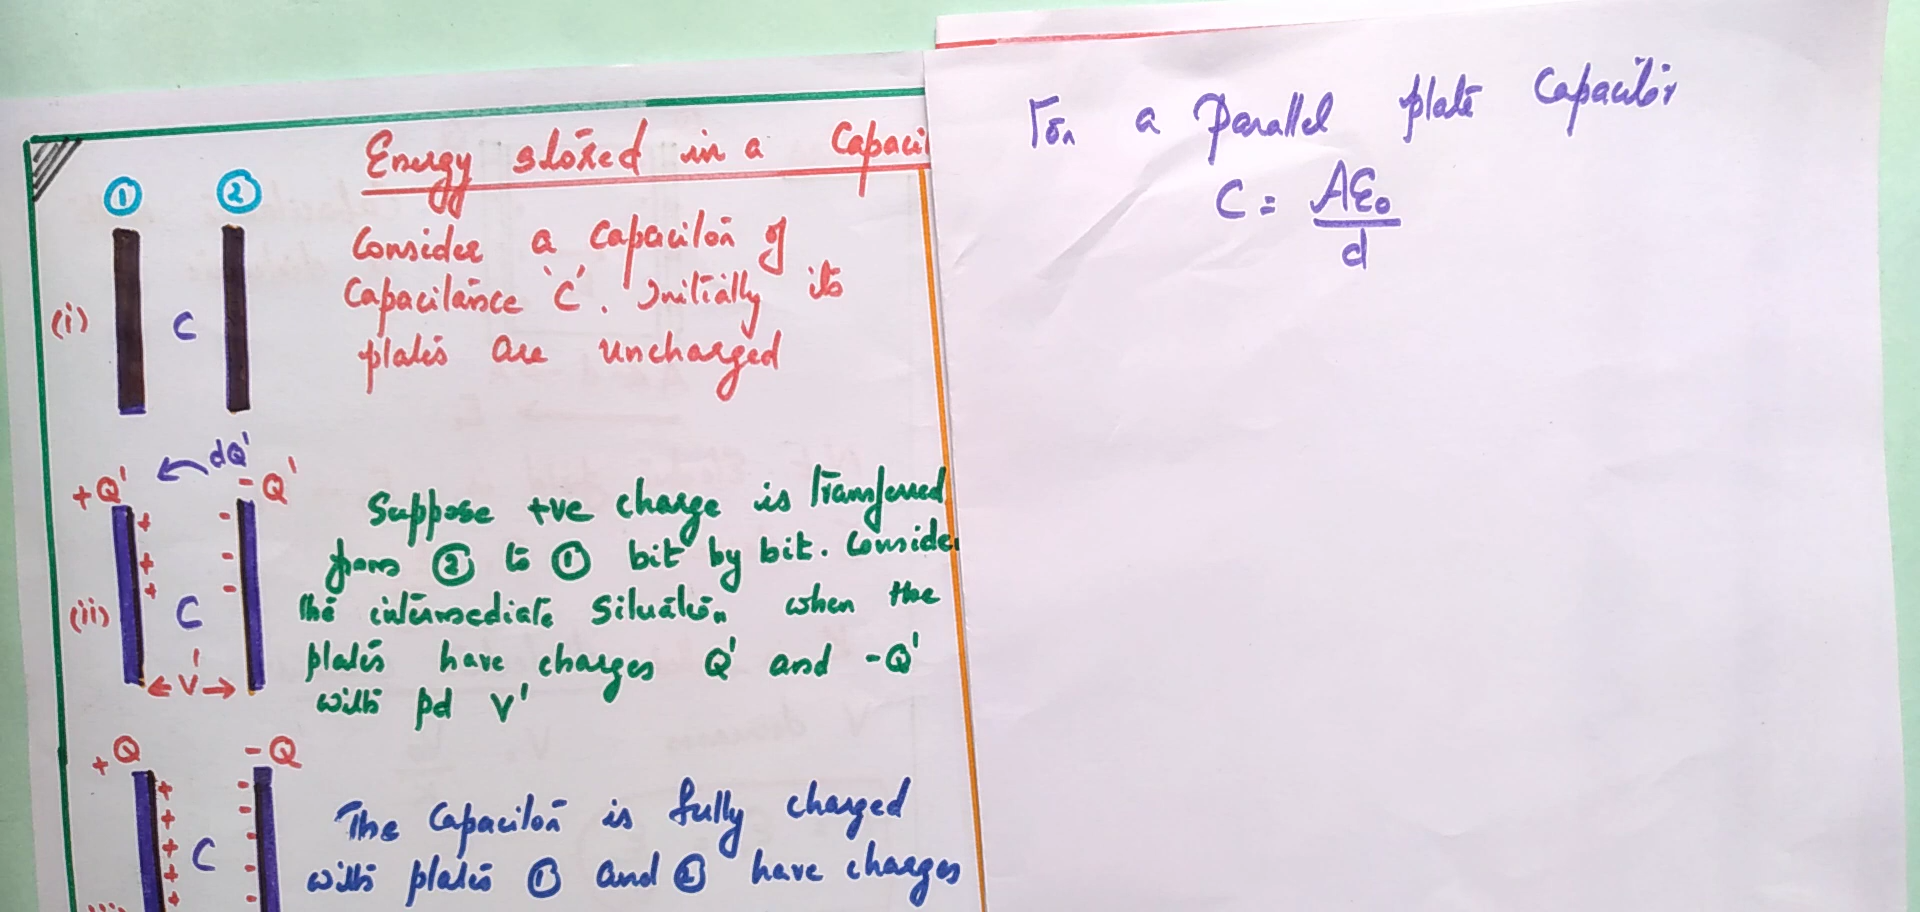 Energy stored in a Capaci
① ②
Consider a Capacitor of
Capacitance 'C'. Initially its
plates are uncharged
(i) C
dQ'
+Q' -Q'
Suppose +ve charge is Transferred
from ② to ① bit by bit. Conside
the intermediate situation when the
plates have charges Q' and -Q'
with pd V'
(ii) C
V'
+Q -Q
The Capacitor is fully charged
with plates ① and ② have charges
C
For a Parallel plate Capacitor
C = Aε₀
d